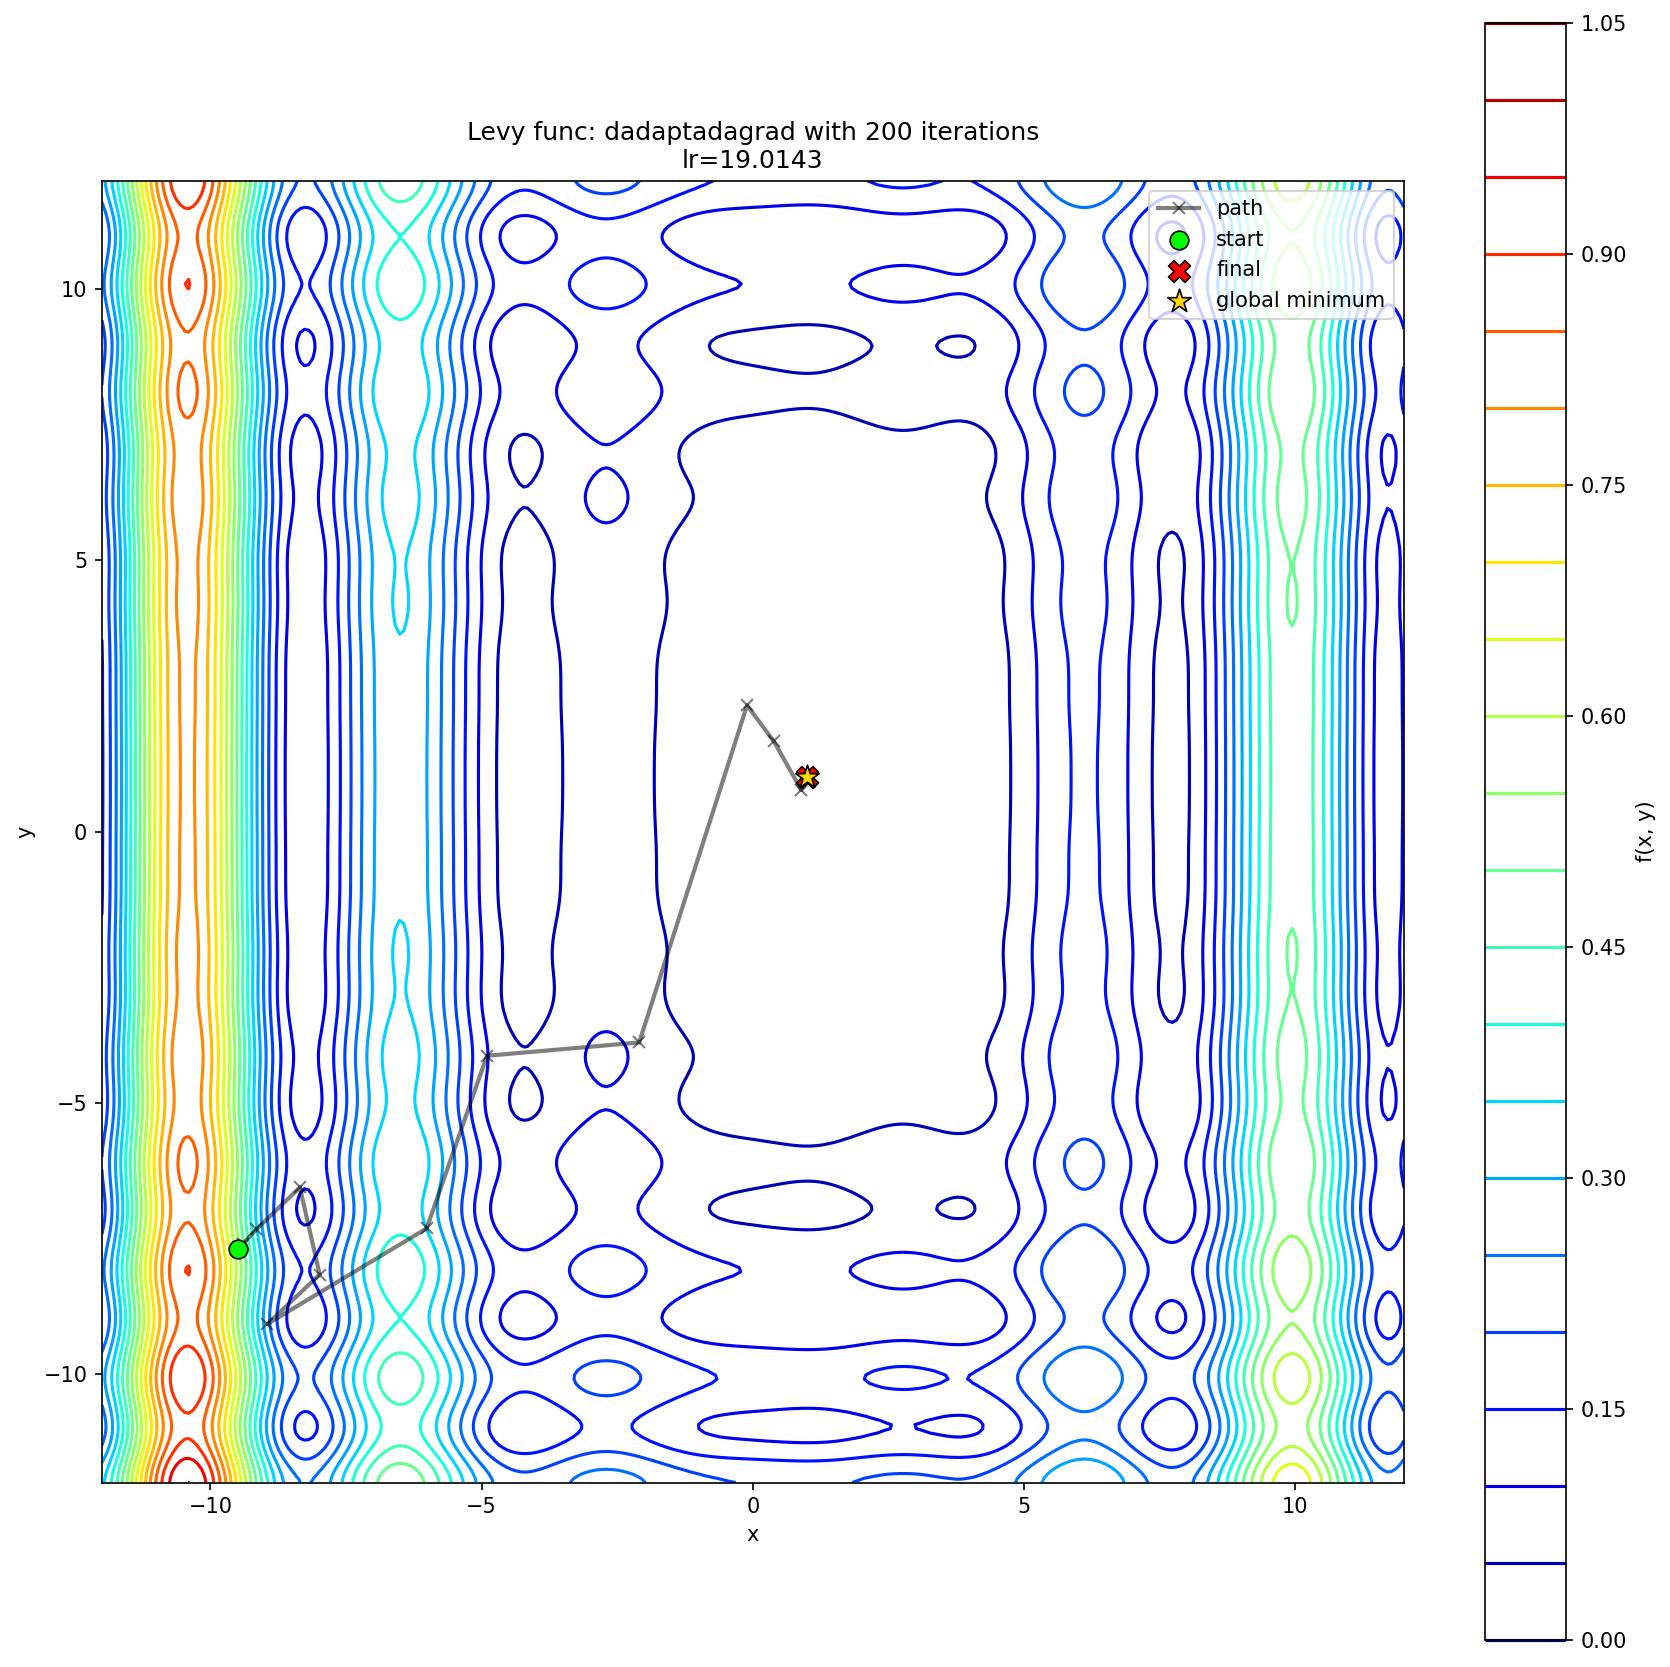 Levy func: dadaptadagrad with 200 iterations
lr=19.0143
path
start
final
global minimum
10
5
0
−5
−10
y
−10
−5
0
5
10
x
1.05
0.90
0.75
0.60
0.45
0.30
0.15
0.00
f(x, y)